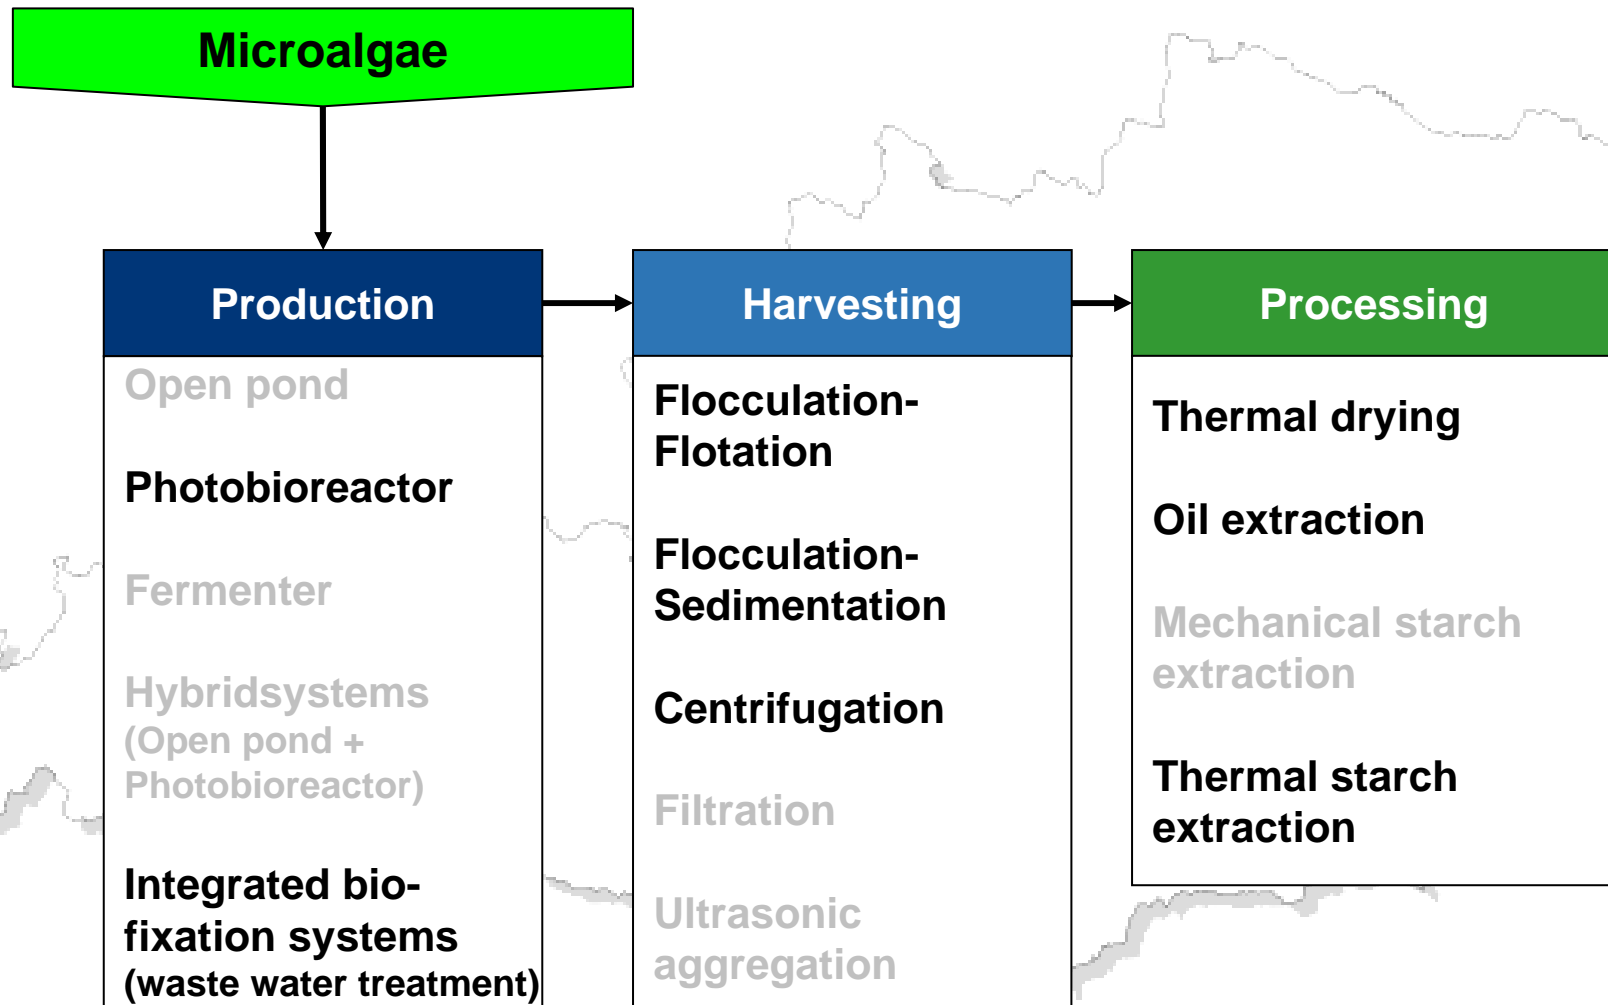 Microalgae
Production
Open pond
Photobioreactor
Fermenter
Hybridsystems
(Open pond +
Photobioreactor)
Integrated bio-
fixation systems
(waste water treatment)
Harvesting
Flocculation-
Flotation
Flocculation-
Sedimentation
Centrifugation
Filtration
Ultrasonic
aggregation
Processing
Thermal drying
Oil extraction
Mechanical starch
extraction
Thermal starch
extraction